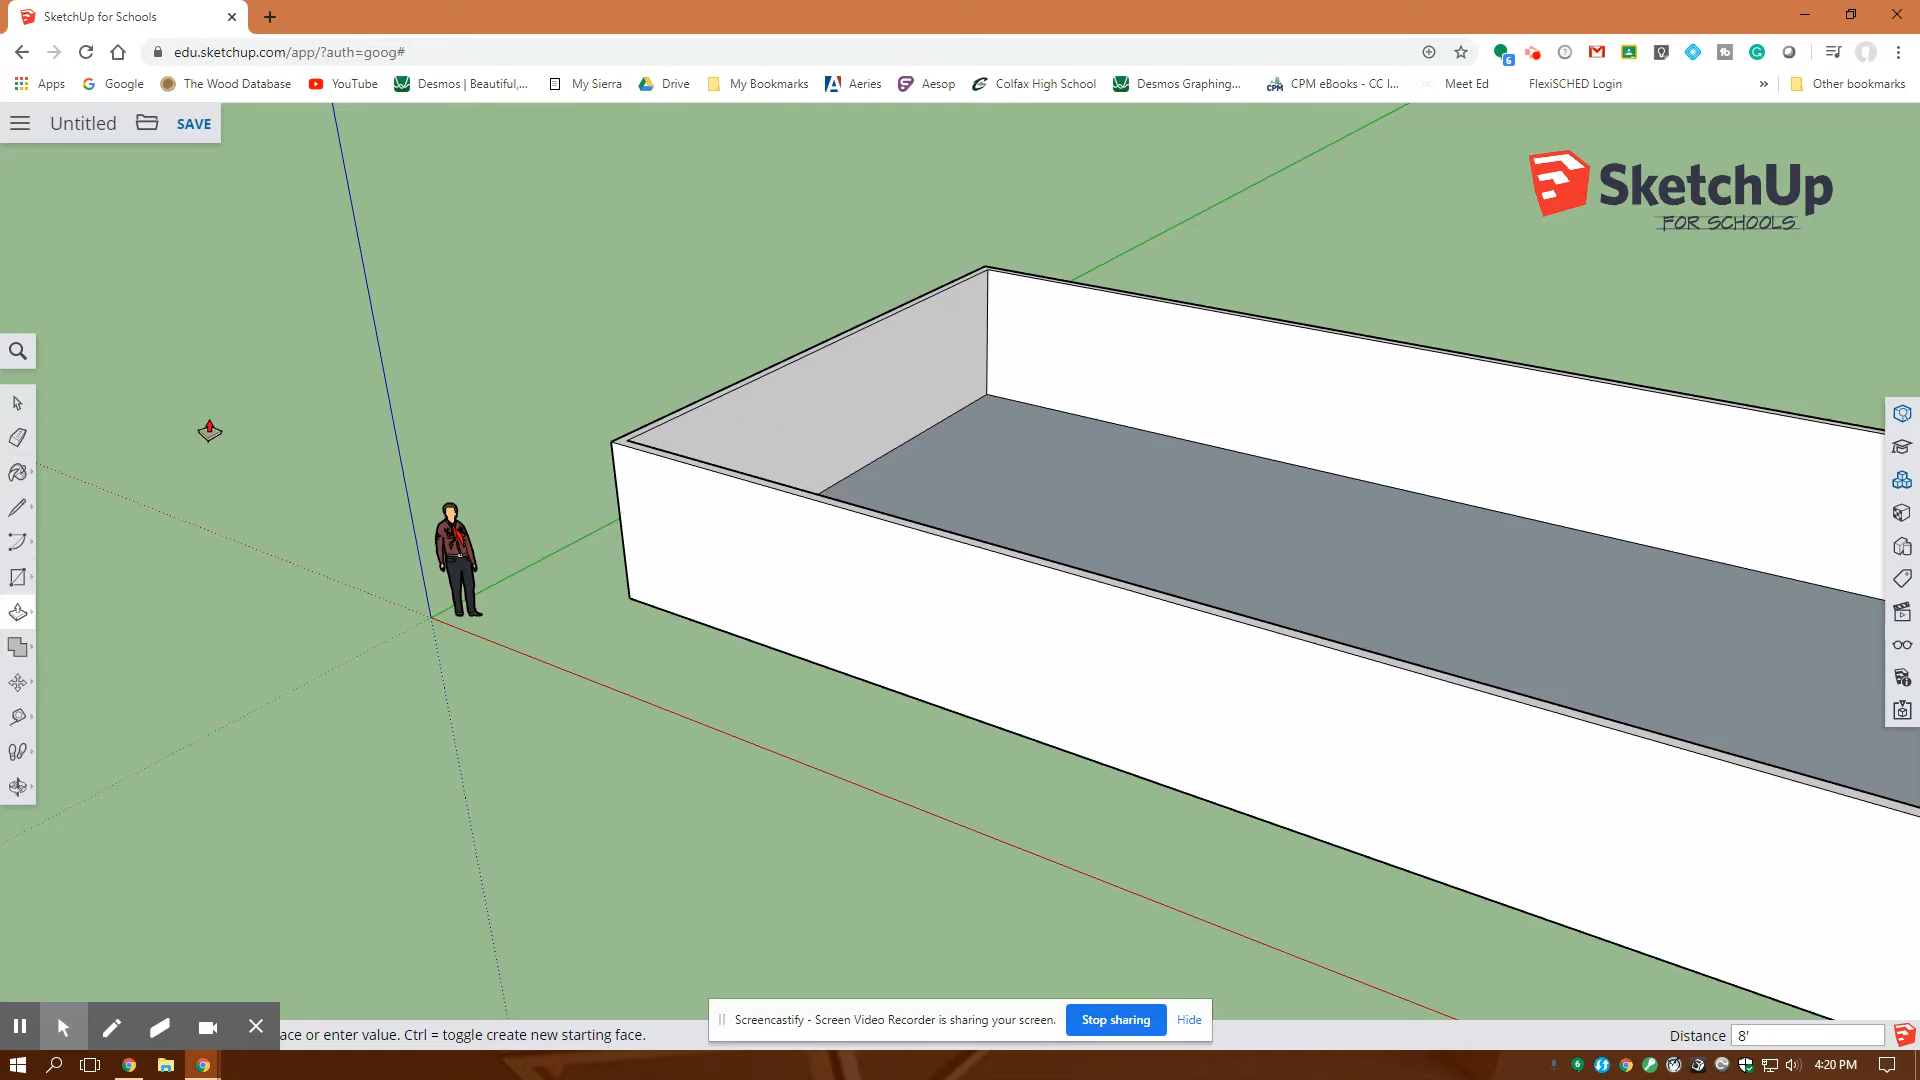 SketchUp for Schools
edu.sketchup.com/app/?auth=goog#
6
Apps Google The Wood Database YouTube Desmos | Beautiful,... My Sierra Drive My Bookmarks Aeries Aesop Colfax High School Desmos Graphing... CPM eBooks - CC I... Meet Ed FlexiSCHED Login » Other bookmarks
Untitled SAVE
SketchUp
FOR SCHOOLS
Screencastify - Screen Video Recorder is sharing your screen. Stop sharing Hide
ace or enter value. Ctrl = toggle create new starting face.
Distance 8'
4:20 PM